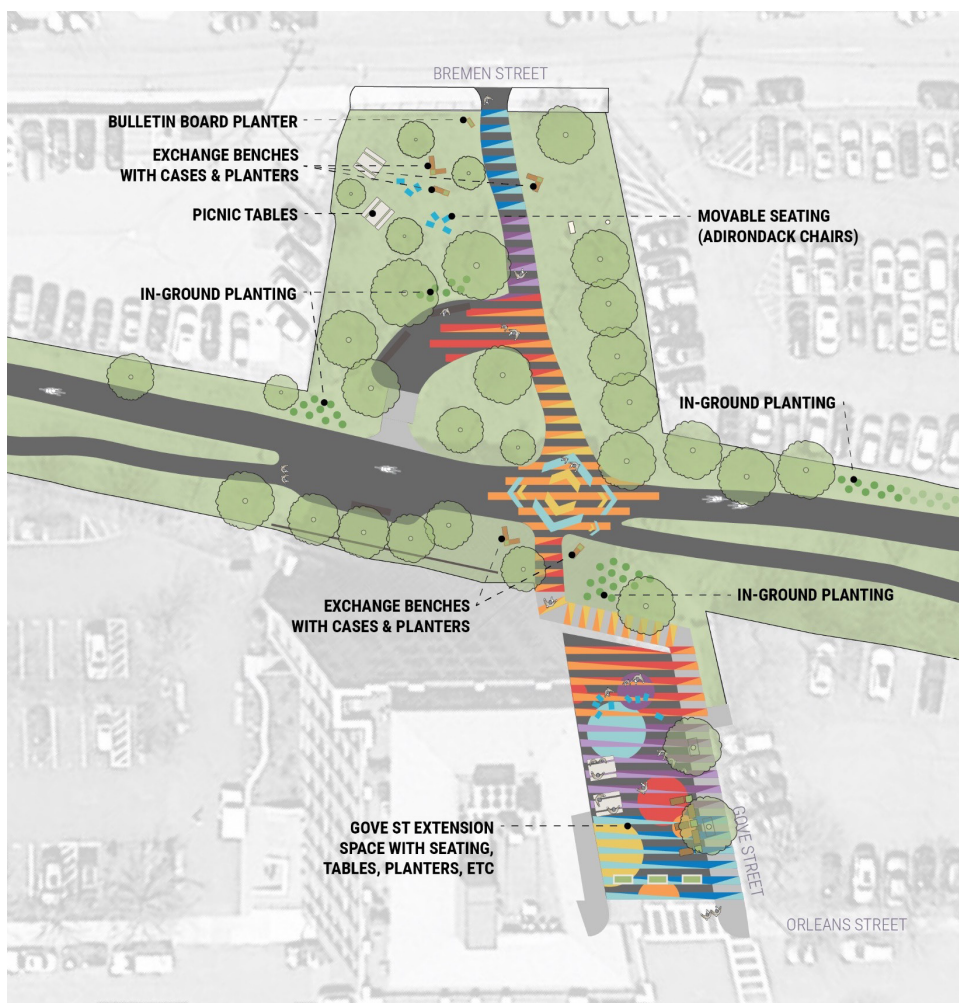 BREMEN STREET
BULLETIN BOARD PLANTER
EXCHANGE BENCHES
WITH CASES & PLANTERS
PICNIC TABLES
MOVABLE SEATING
(ADIRONDACK CHAIRS)
IN-GROUND PLANTING
IN-GROUND PLANTING
IN-GROUND PLANTING
EXCHANGE BENCHES
WITH CASES & PLANTERS
GOVE ST EXTENSION
SPACE WITH SEATING,
TABLES, PLANTERS, ETC
GOVE STREET
ORLEANS STREET